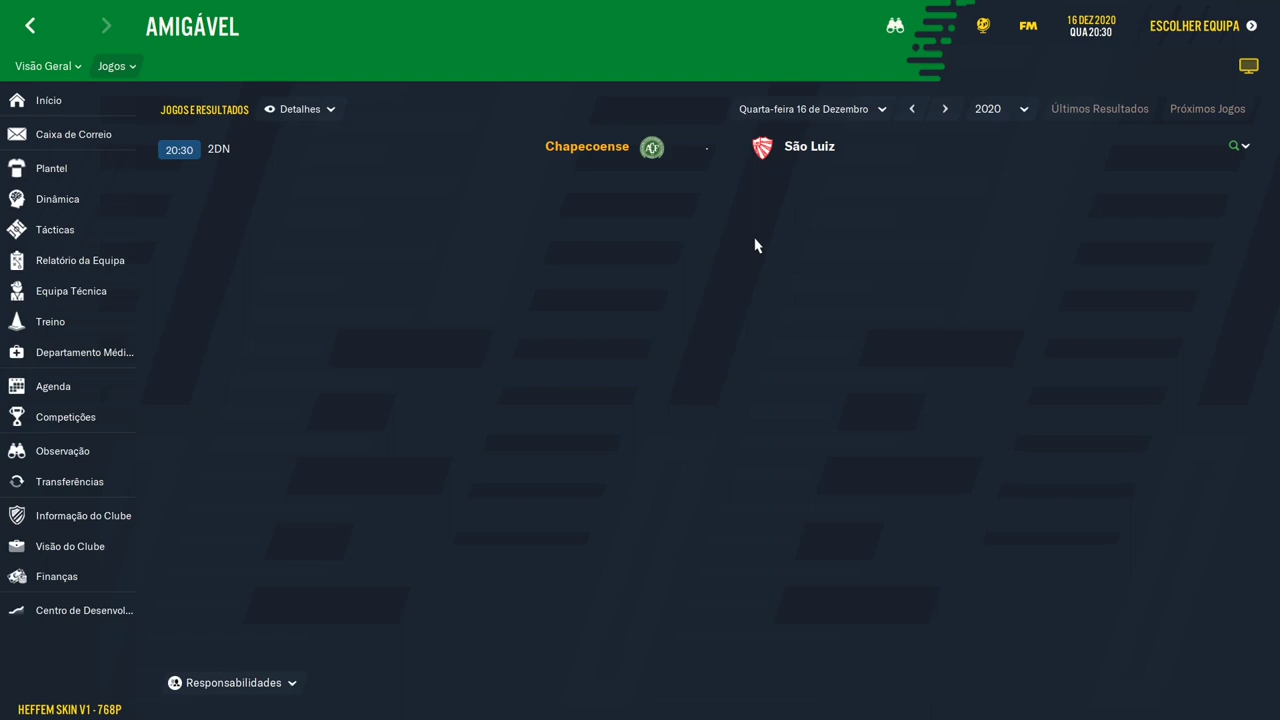 AMIGÁVEL
FM
16 DEZ 2020
QUA 20:30
ESCOLHER EQUIPA
Visão Geral
Jogos
Início
Caixa de Correio
Plantel
Dinâmica
Tácticas
Relatório da Equipa
Equipa Técnica
Treino
Departamento Médi...
Agenda
Competições
Observação
Transferências
Informação do Clube
Visão do Clube
Finanças
Centro de Desenvol...
JOGOS E RESULTADOS
Detalhes
Quarta-feira 16 de Dezembro
2020
Últimos Resultados
Próximos Jogos
20:30 2DN Chapecoense - São Luiz
Responsabilidades
HEFFEM SKIN V1 - 768P